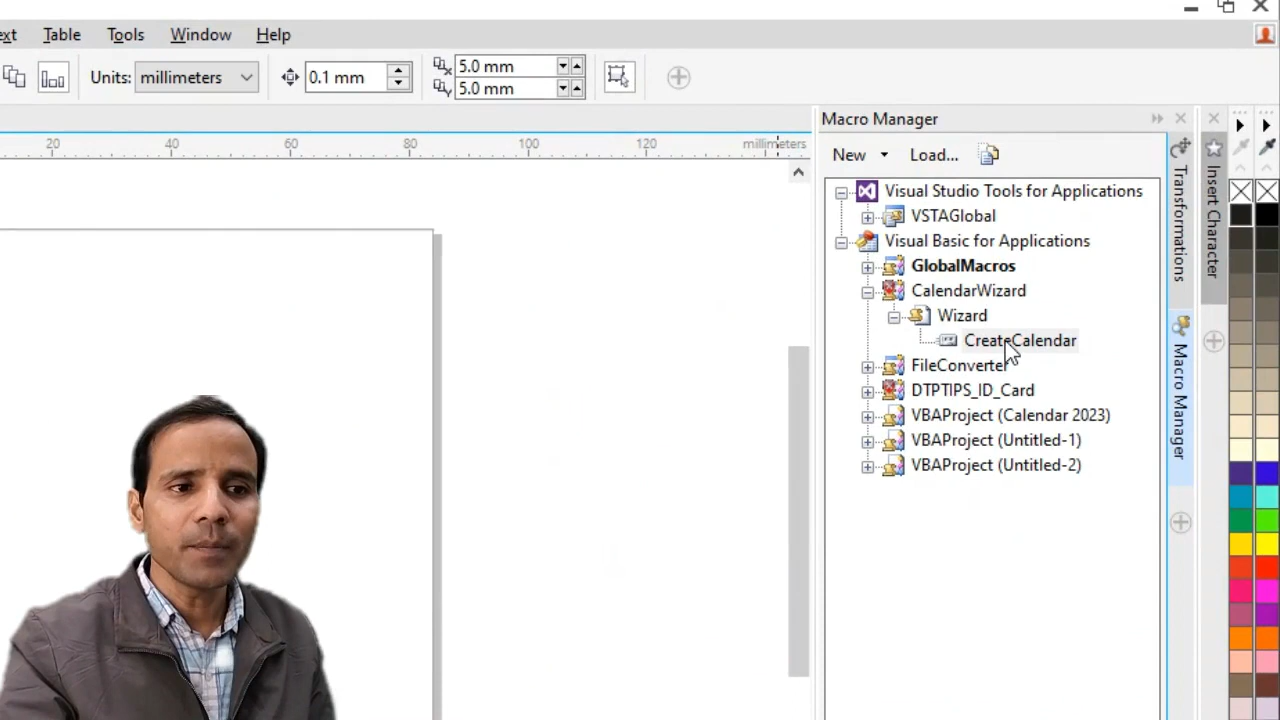 ext Table Tools Window Help
Units: millimeters 0.1 mm 5.0 mm
5.0 mm
20 40 60 80 100 120 millimeters
Macro Manager
New Load...
Visual Studio Tools for Applications
VSTAGlobal
Visual Basic for Applications
GlobalMacros
CalendarWizard
Wizard
CreateCalendar
FileConverter
DTPTIPS_ID_Card
VBAProject (Calendar 2023)
VBAProject (Untitled-1)
VBAProject (Untitled-2)
Transformations
Macro Manager
Insert Character